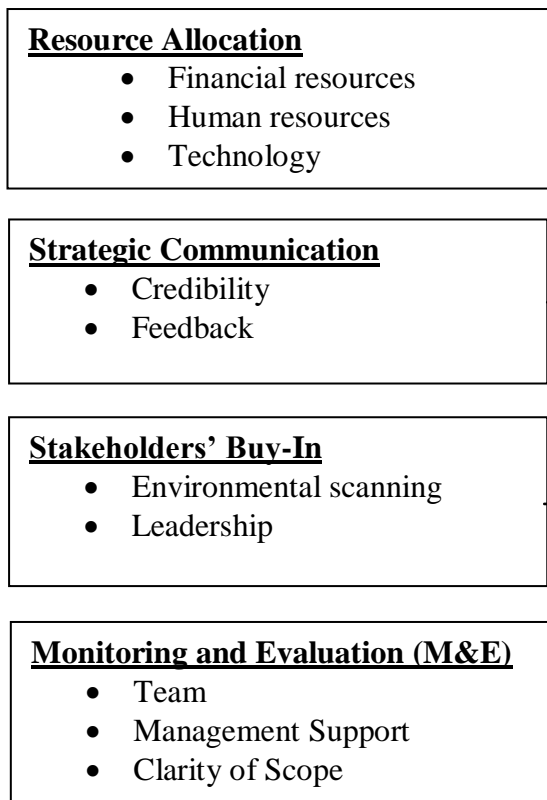 Resource Allocation
• Financial resources
• Human resources
• Technology
Strategic Communication
• Credibility
• Feedback
Stakeholders’ Buy-In
• Environmental scanning
• Leadership
Monitoring and Evaluation (M&E)
• Team
• Management Support
• Clarity of Scope